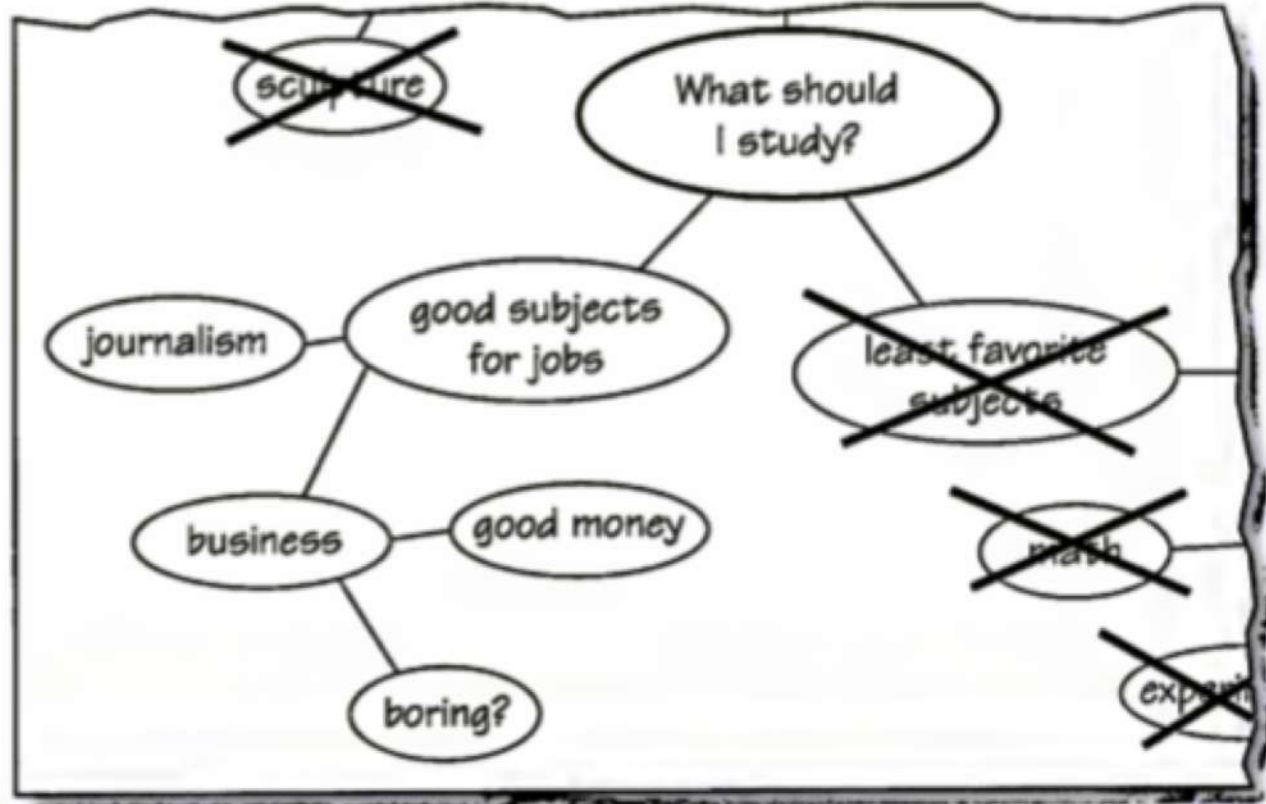 sculpture
What should
I study?
good subjects
for jobs
journalism
least favorite
subjects
business
good money
math
boring?